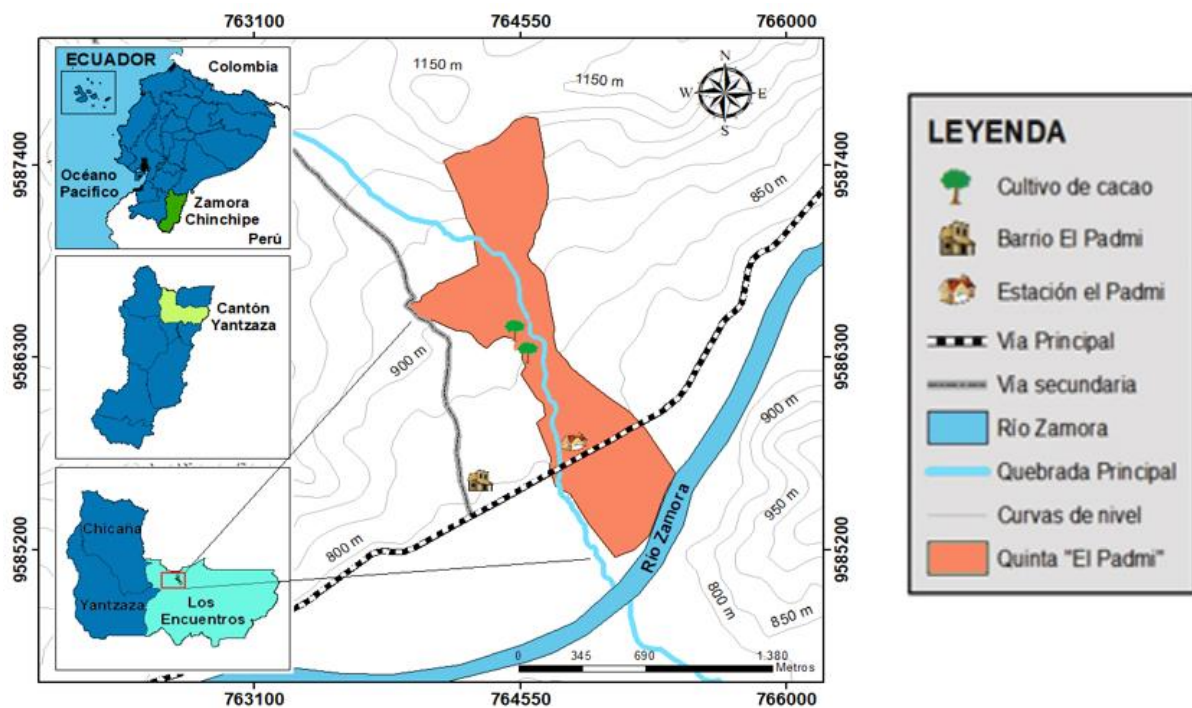 763100
764550
766000
ECUADOR
Colombia
Océano
Pacífico
Zamora
Chinchipe
Perú
Cantón
Yantzaza
Chicaña
Yantzaza
Los
Encuentros
9587400
9586300
9585200
9587400
9586300
9585200
1150 m
1150 m
N
W
E
S
850 m
900 m
900 m
950 m
800 m
800 m
850 m
Río Zamora
0
345
690
1.380
Metros
763100
764550
766000
LEYENDA
Cultivo de cacao
Barrio El Padmi
Estación el Padmi
Vía Principal
Vía secundaria
Río Zamora
Quebrada Principal
Curvas de nivel
Quinta "El Padmi"